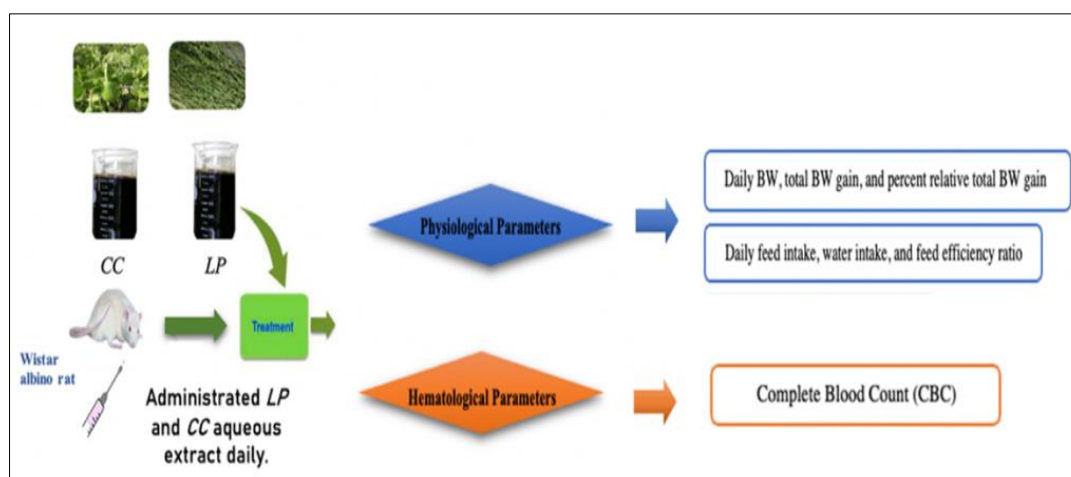 CC
LP
Wistar
albino rat
Treatment
Administrated LP
and CC aqueous
extract daily.
Physiological Parameters
Daily BW, total BW gain, and percent relative total BW gain
Daily feed intake, water intake, and feed efficiency ratio
Hematological Parameters
Complete Blood Count (CBC)